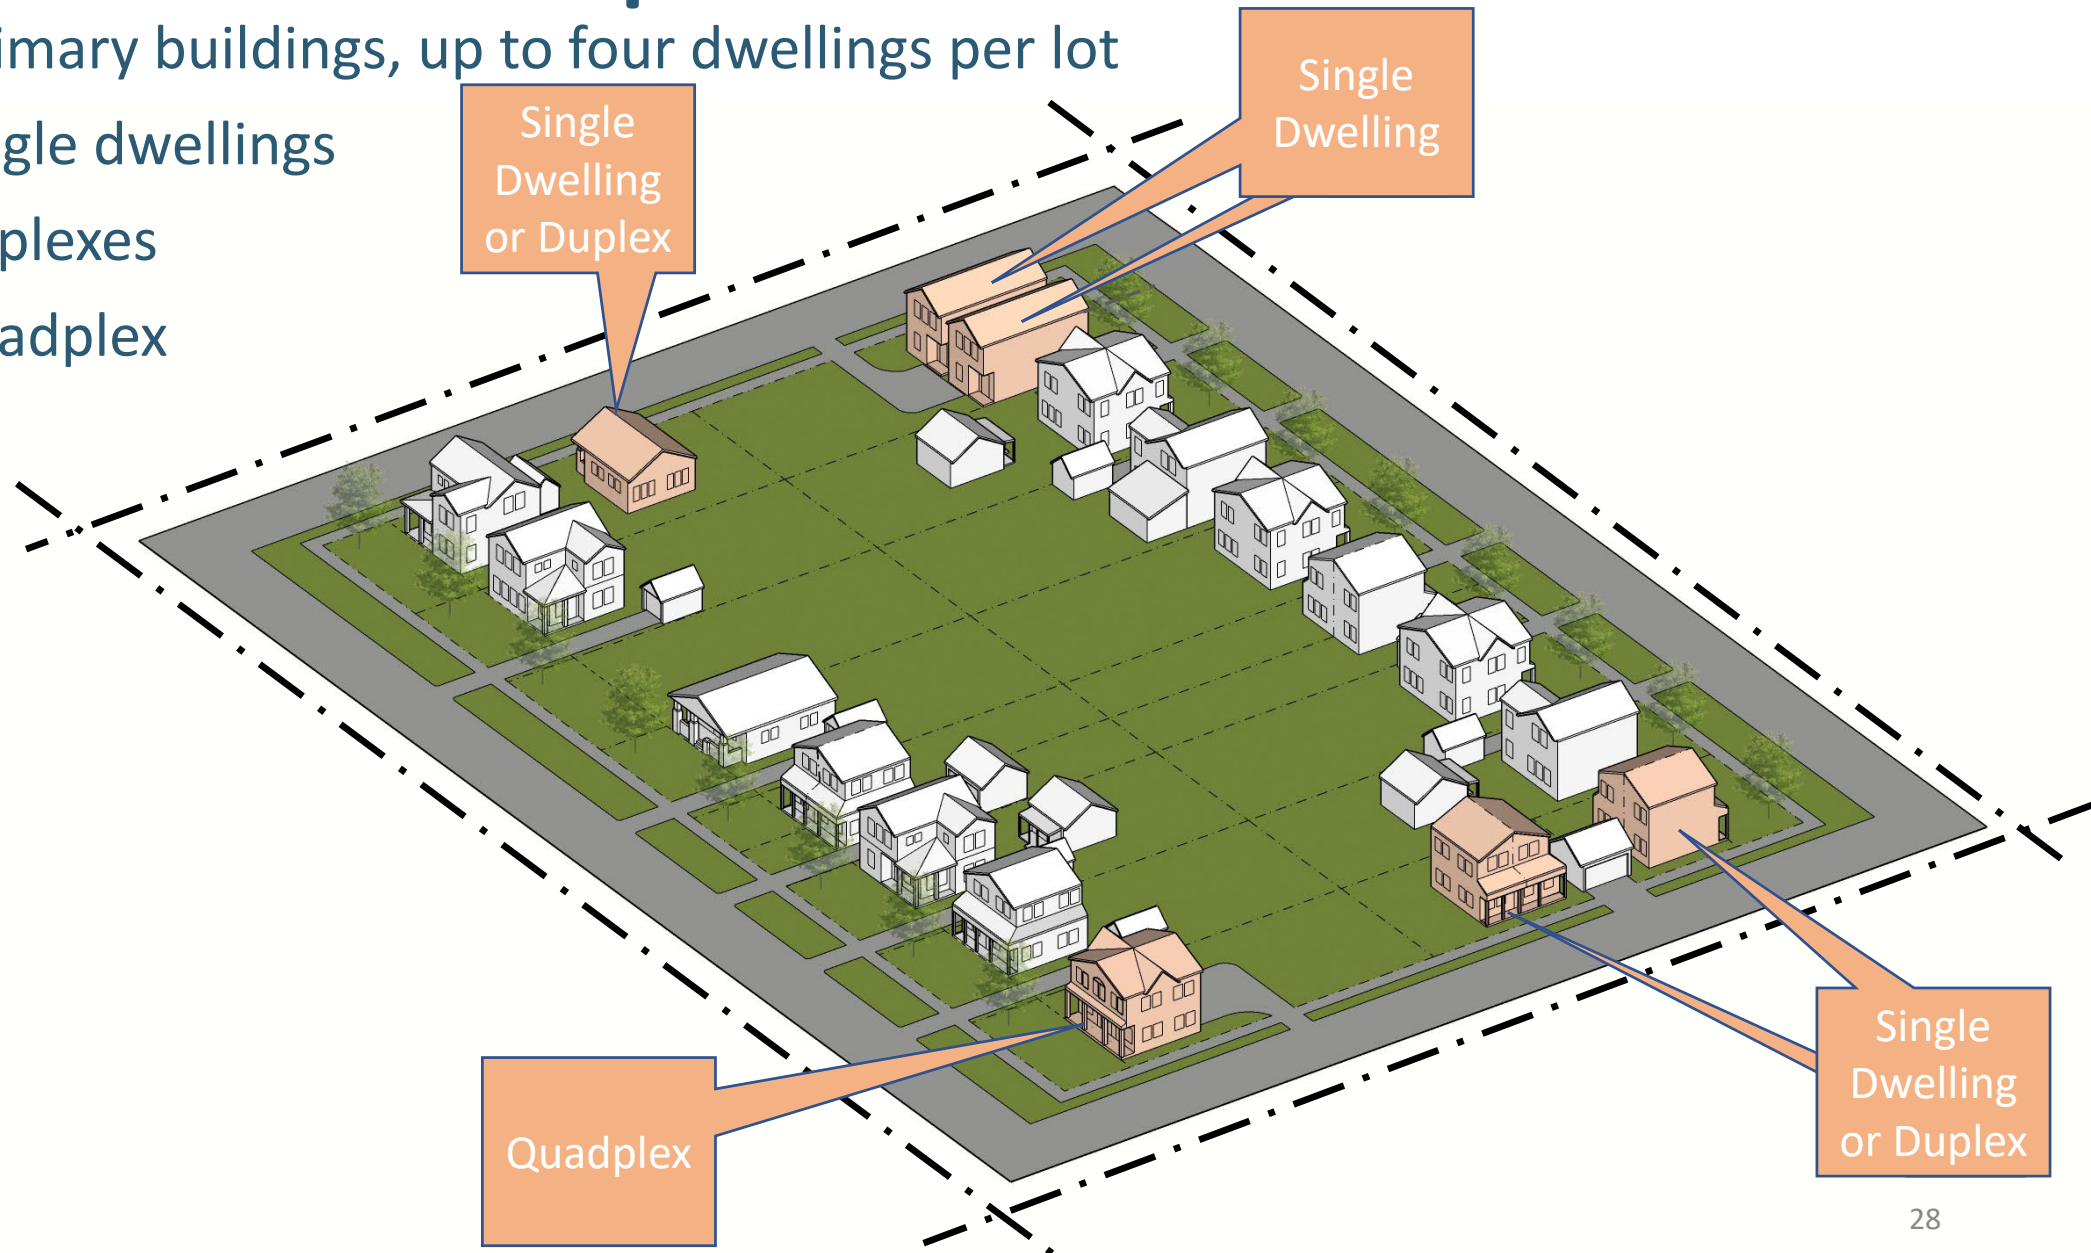 imary buildings, up to four dwellings per lot
gle dwellings
plexes
adplex
Single
Dwelling
or Duplex
Single
Dwelling
Quadplex
Single
Dwelling
or Duplex
28